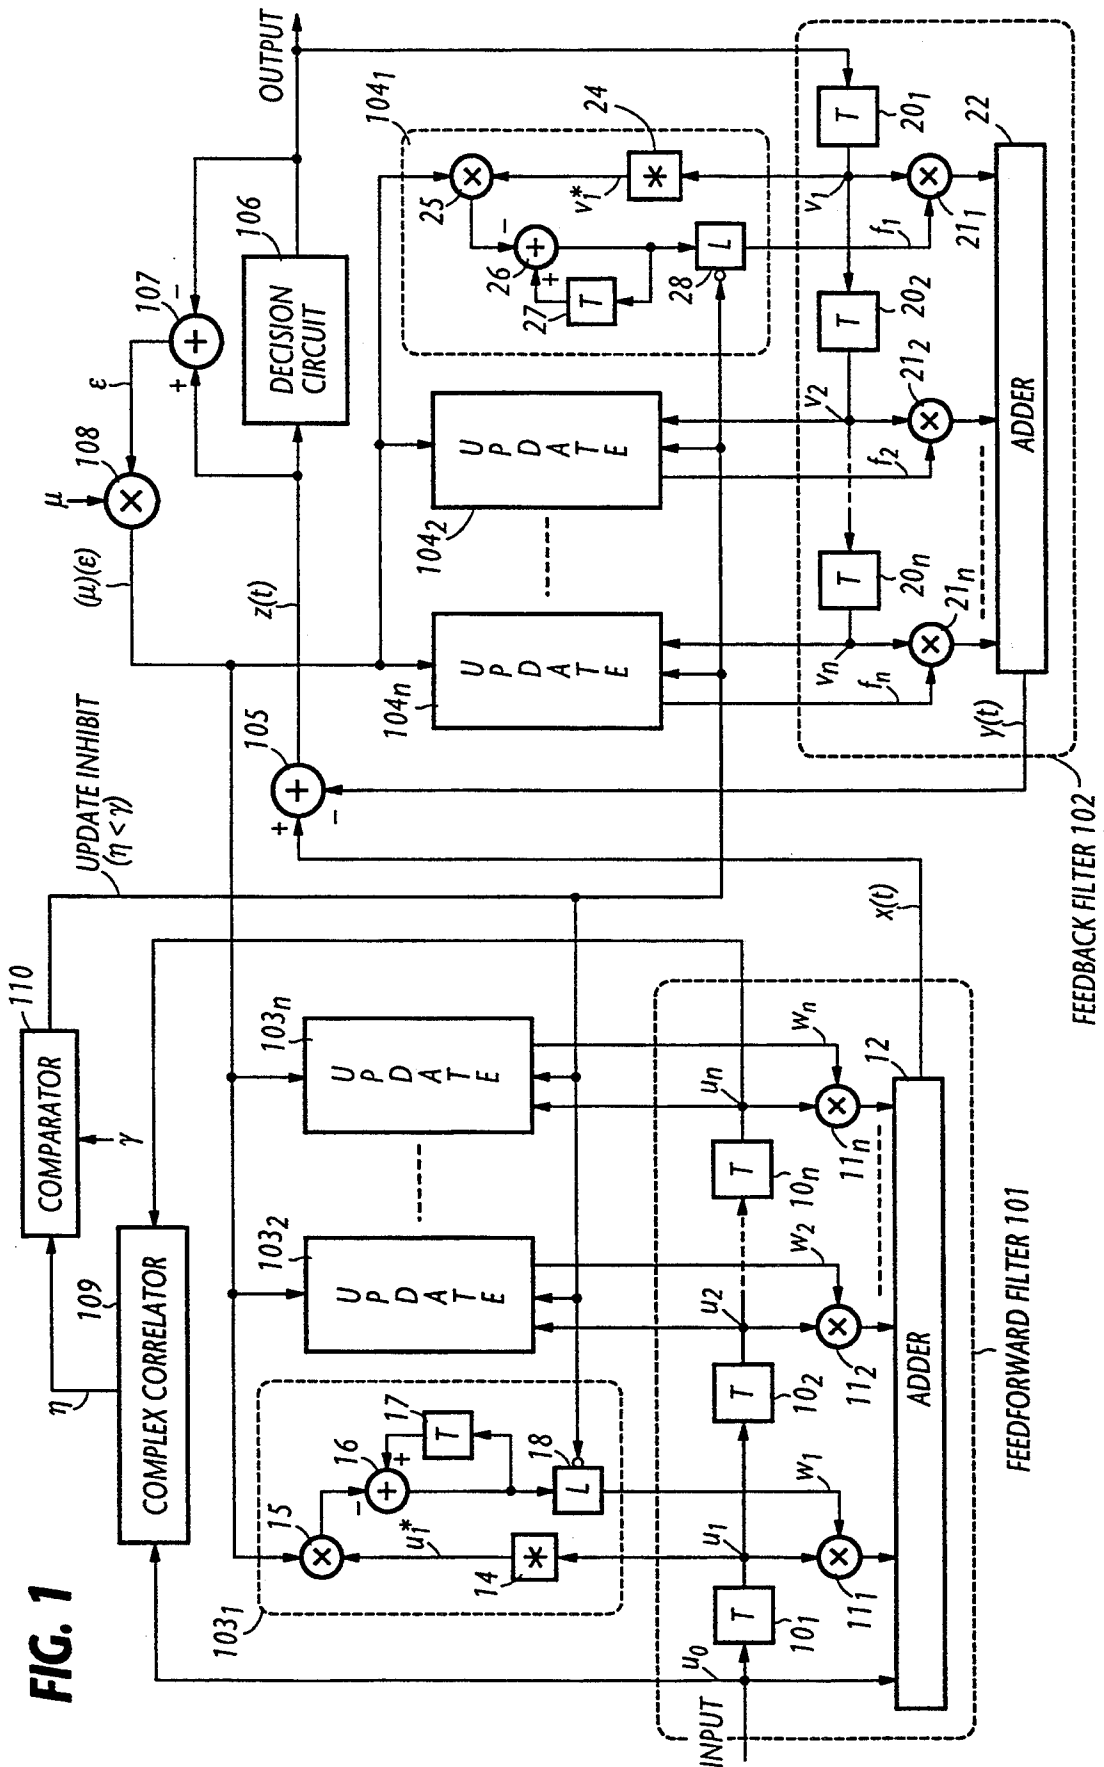 FIG. 1
COMPARATOR
110
γ
η
COMPLEX CORRELATOR
109
UPDATE INHIBIT
(η < γ)
(μ)(ε)
μ
108
ε
107
−
+
OUTPUT
DECISION
CIRCUIT
106
z(t)
105
+
−
103₁
15
−
16
+
17
T
18
L
u₁*
14
*
103₂
UPDATE
103ₙ
UPDATE
104ₙ
UPDATE
104₂
UPDATE
104₁
25
−
26
+
27
T
28
L
v₁*
24
*
INPUT
u₀
T
10₁
u₁
T
10₂
u₂
T
10ₙ
uₙ
w₁
11₁
w₂
11₂
wₙ
11ₙ
ADDER
12
FEEDFORWARD FILTER 101
x(t)
y(t)
T
20₁
v₁
T
20₂
v₂
T
20ₙ
vₙ
f₁
21₁
f₂
21₂
fₙ
21ₙ
ADDER
22
FEEDBACK FILTER 102